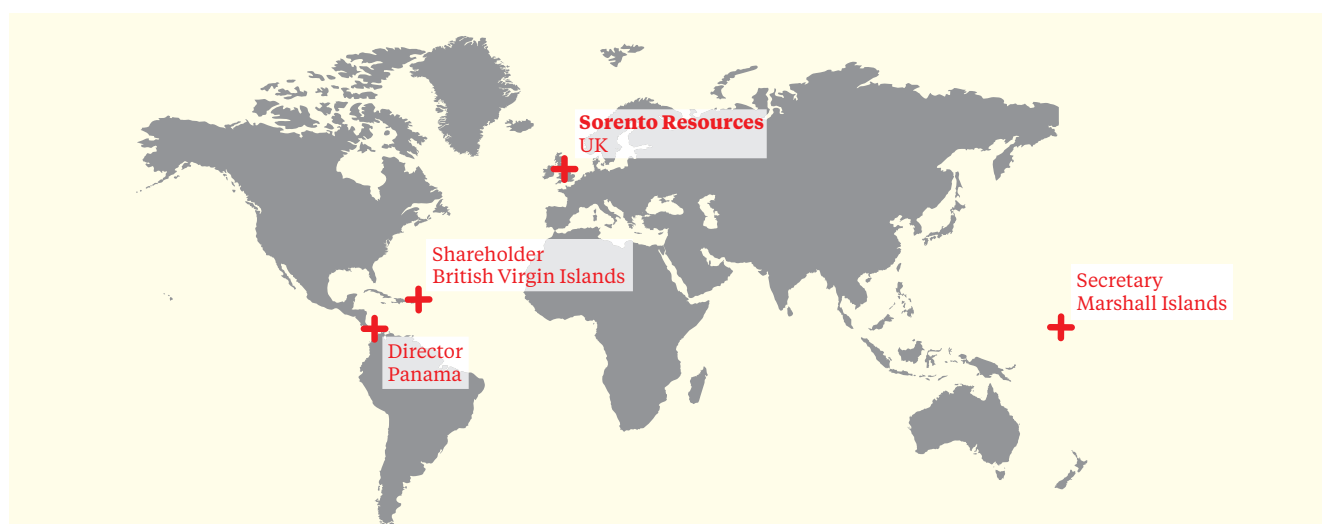 Sorento Resources
UK
Shareholder
British Virgin Islands
Secretary
Marshall Islands
Director
Panama